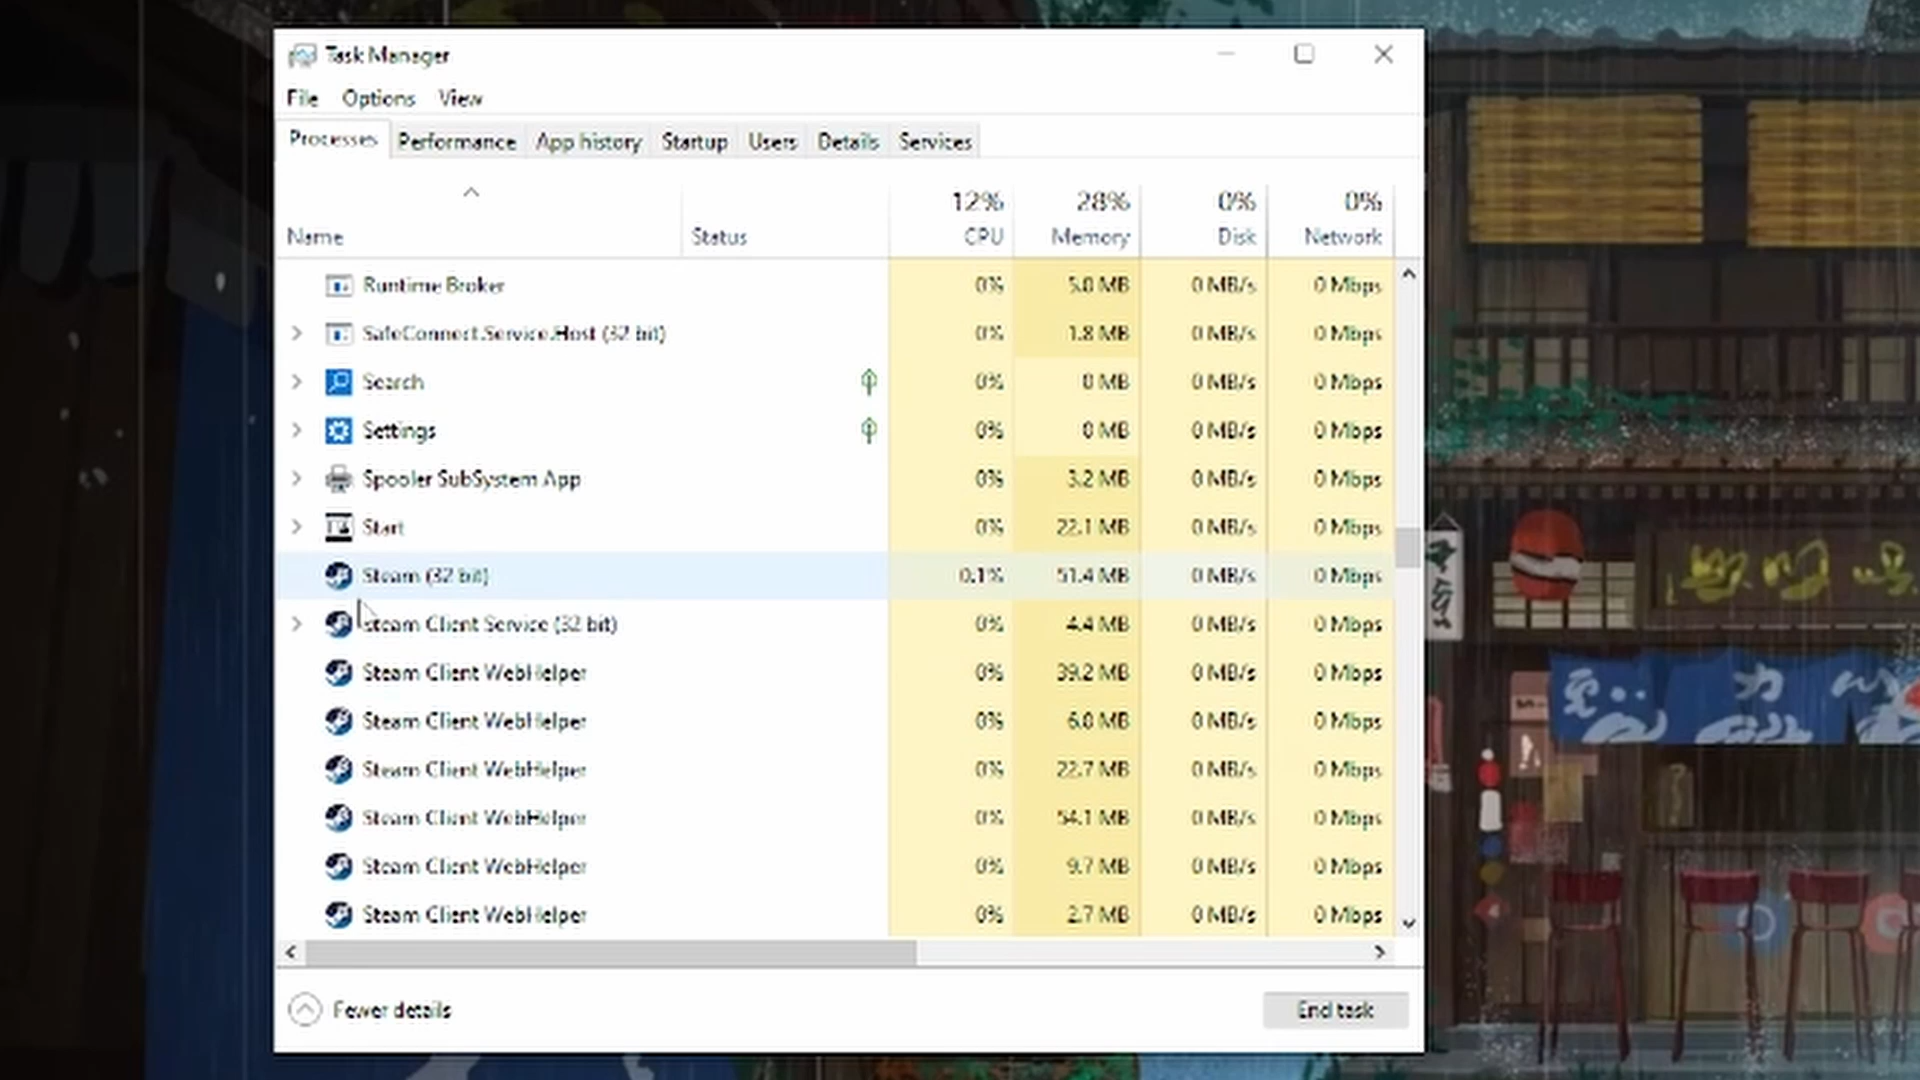 Task Manager
File Options View
Processes Performance App history Startup Users Details Services
12% 28% 0% 0%
Name Status CPU Memory Disk Network
Runtime Broker 0% 5.0 MB 0 MB/s 0 Mbps
SafeConnect.Service.Host (32 bit) 0% 1.8 MB 0 MB/s 0 Mbps
Search 0% 0 MB 0 MB/s 0 Mbps
Settings 0% 0 MB 0 MB/s 0 Mbps
Spooler SubSystem App 0% 3.2 MB 0 MB/s 0 Mbps
Start 0% 22.1 MB 0 MB/s 0 Mbps
Steam (32 bit) 0.1% 51.4 MB 0 MB/s 0 Mbps
Steam Client Service (32 bit) 0% 4.4 MB 0 MB/s 0 Mbps
Steam Client WebHelper 0% 39.2 MB 0 MB/s 0 Mbps
Steam Client WebHelper 0% 6.0 MB 0 MB/s 0 Mbps
Steam Client WebHelper 0% 22.7 MB 0 MB/s 0 Mbps
Steam Client WebHelper 0% 54.1 MB 0 MB/s 0 Mbps
Steam Client WebHelper 0% 9.7 MB 0 MB/s 0 Mbps
Steam Client WebHelper 0% 2.7 MB 0 MB/s 0 Mbps
Fewer details End task